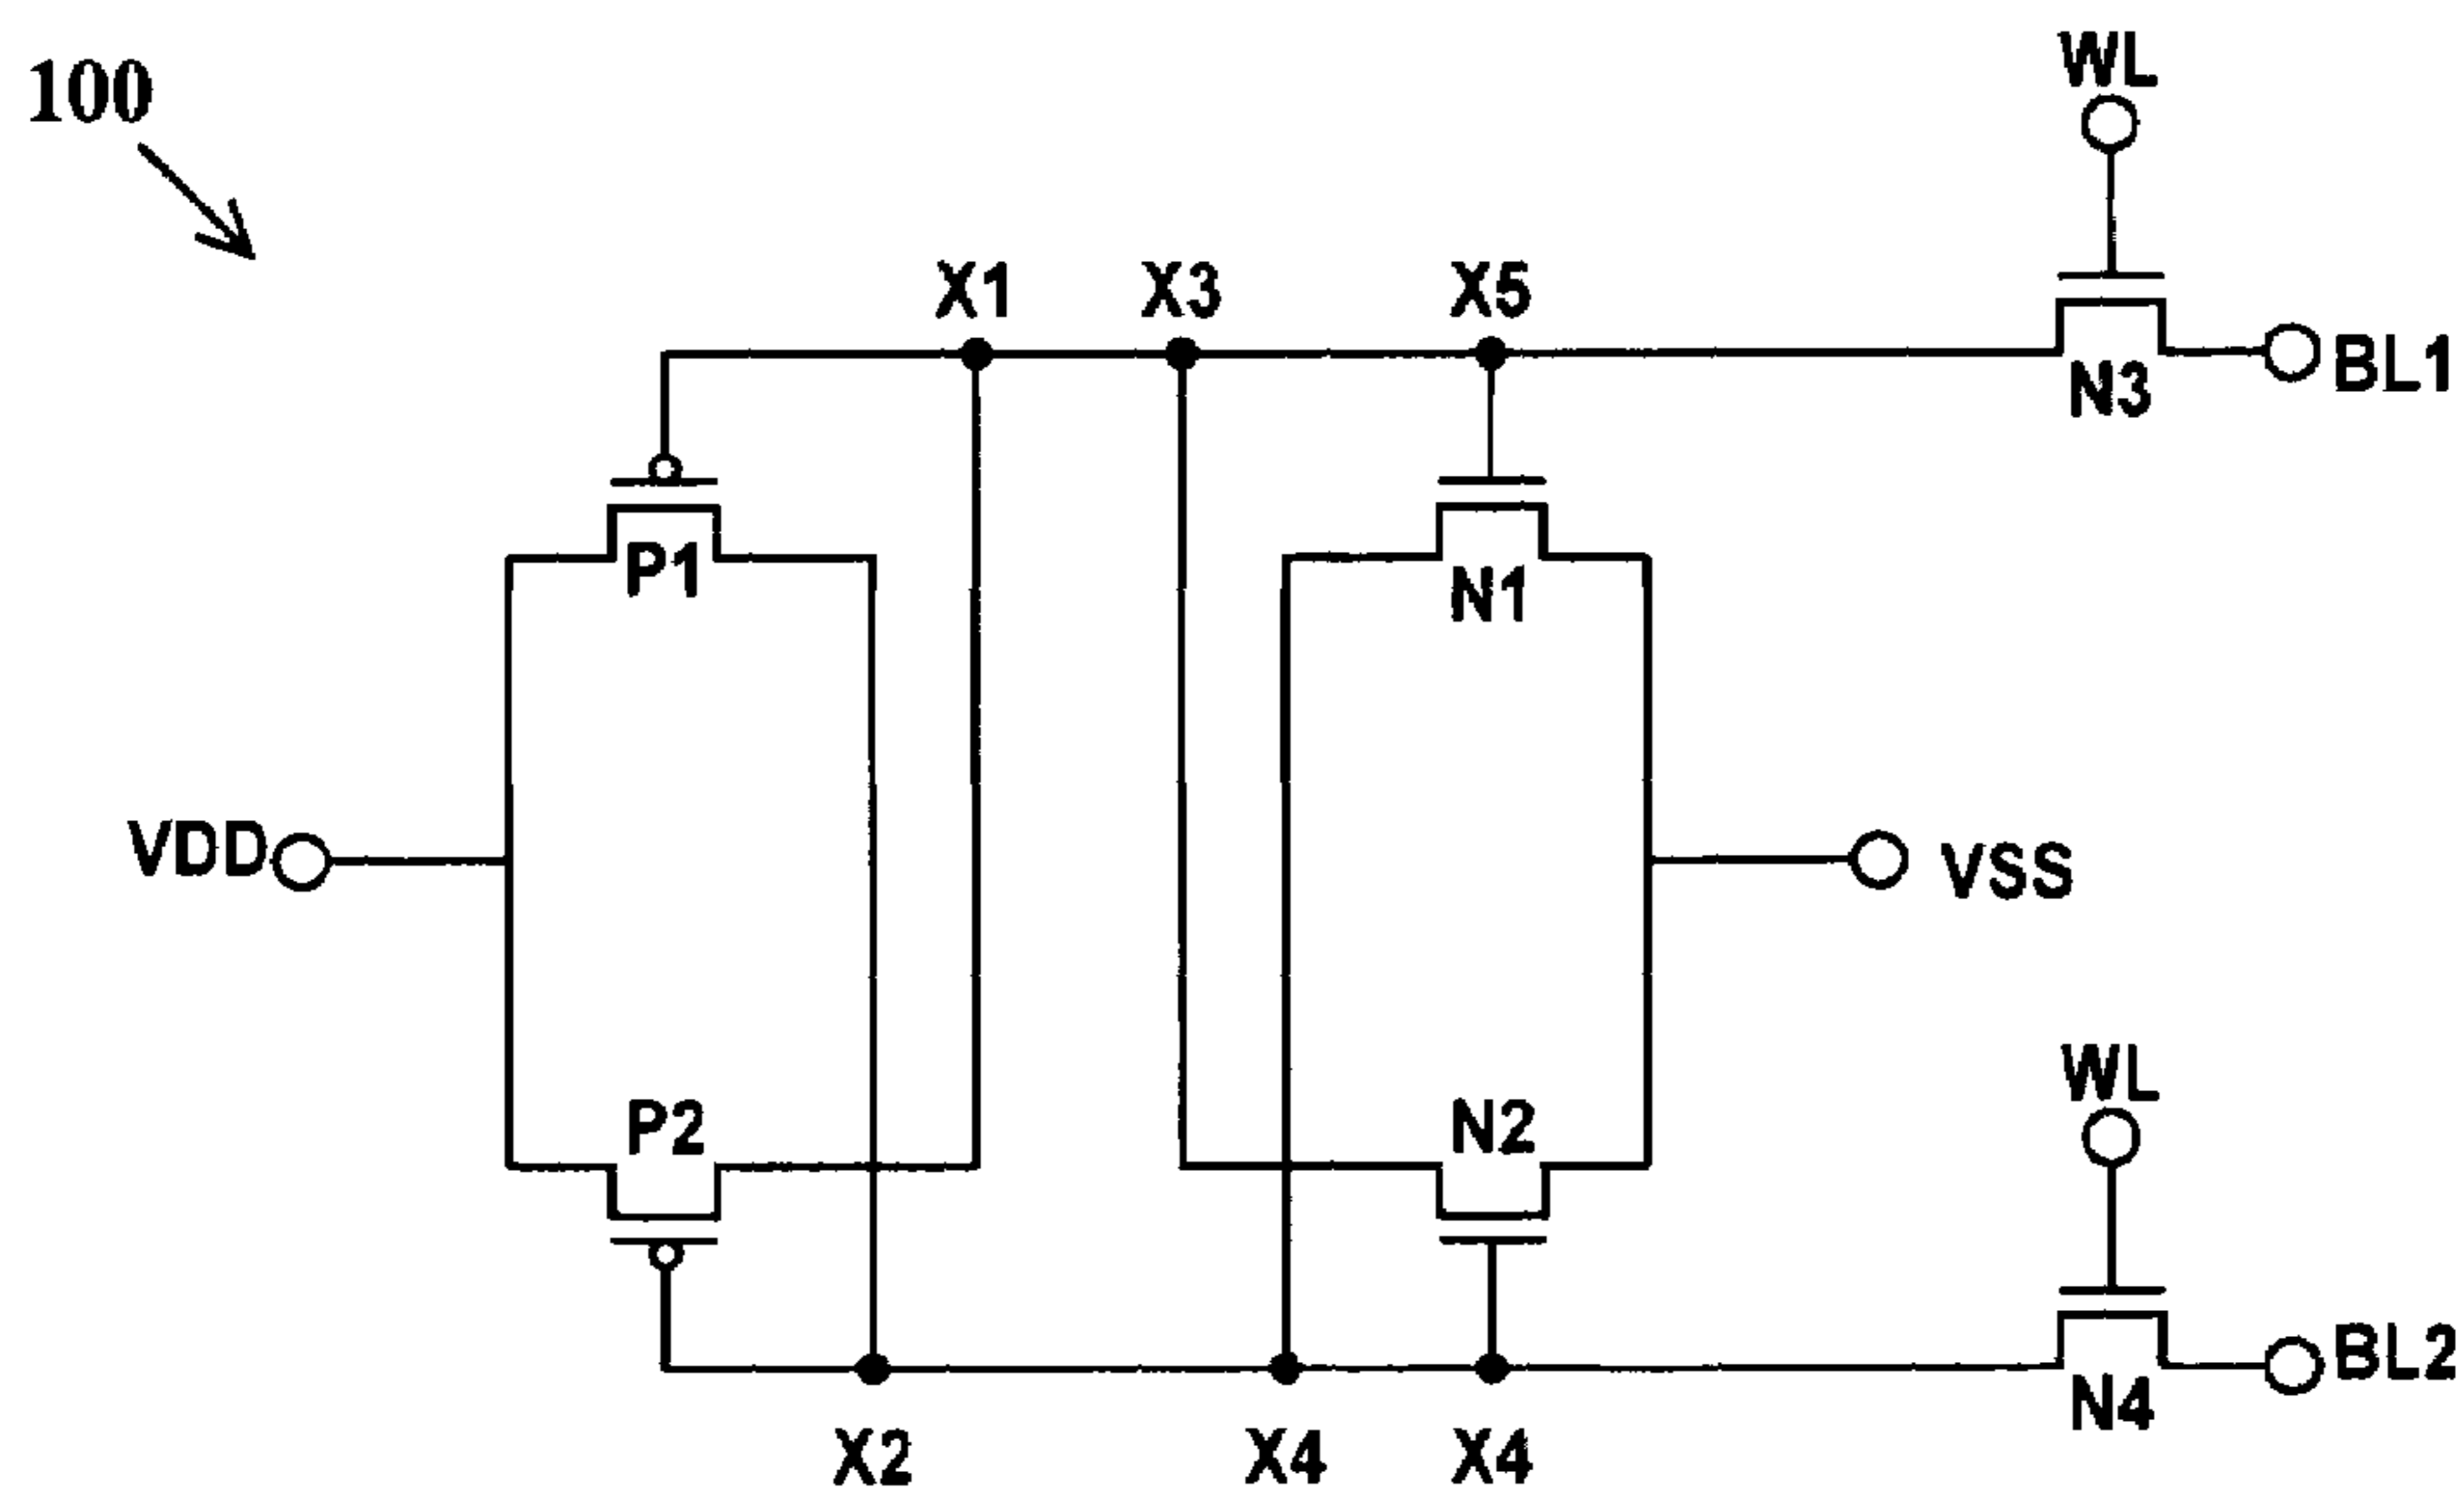 100
WL
X1 X3 X5
BL1
N3
P1
N1
VDD
VSS
WL
P2
N2
BL2
N4
X2 X4 X4